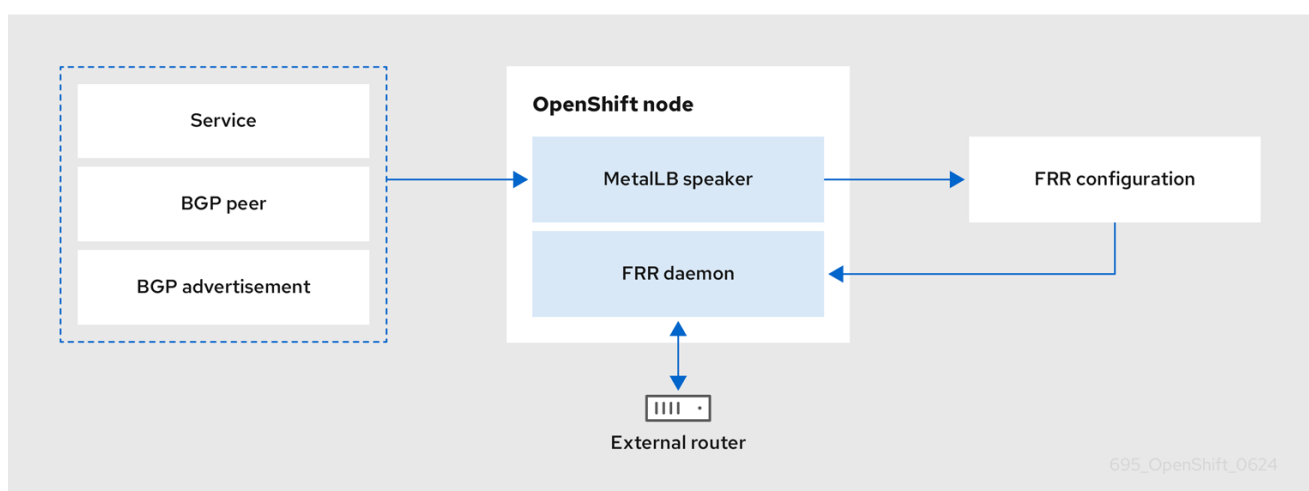 Service
BGP peer
BGP advertisement
OpenShift node
MetalLB speaker
FRR daemon
FRR configuration
External router
695_OpenShift_0624